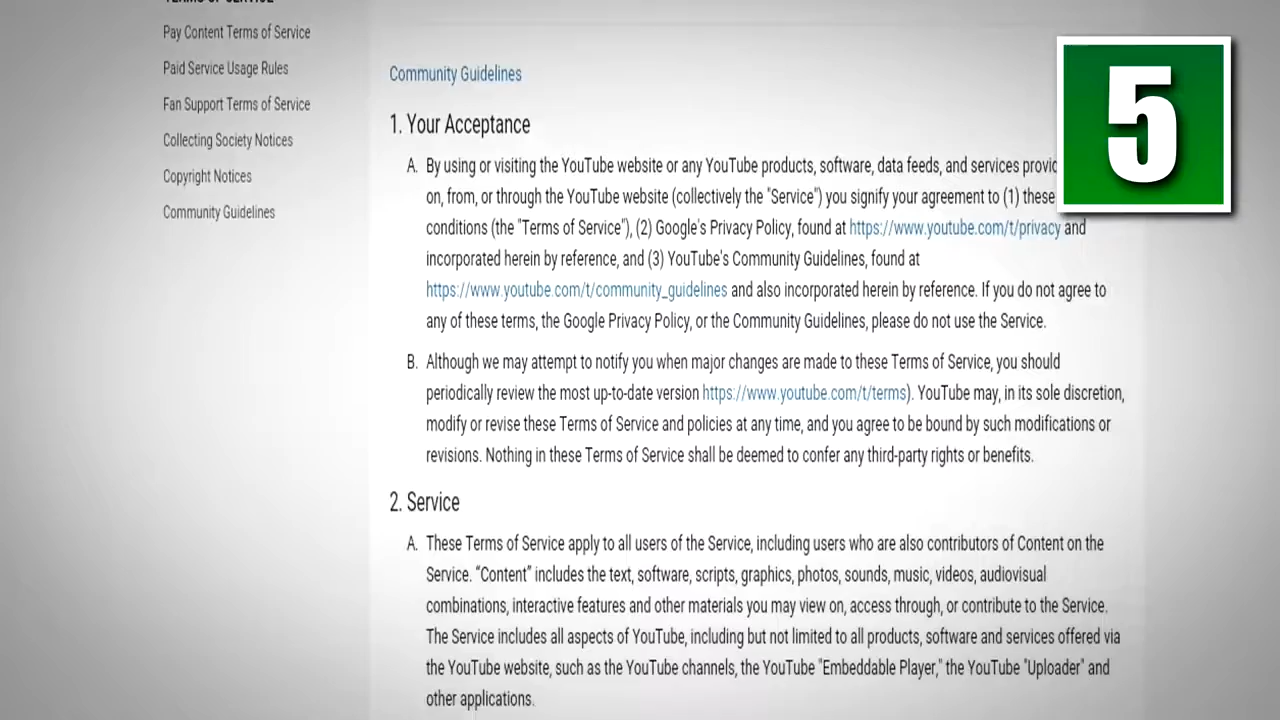 TERMS OF SERVICE
Pay Content Terms of Service
Paid Service Usage Rules
Fan Support Terms of Service
Collecting Society Notices
Copyright Notices
Community Guidelines
Community Guidelines
1. Your Acceptance
A. By using or visiting the YouTube website or any YouTube products, software, data feeds, and services
on, from, or through the YouTube website (collectively the "Service") you signify your agreement to (1) these
conditions (the "Terms of Service"), (2) Google's Privacy Policy, found at https://www.youtube.com/t/privacy and
incorporated herein by reference, and (3) YouTube's Community Guidelines, found at
https://www.youtube.com/t/community_guidelines and also incorporated herein by reference. If you do not agree to
any of these terms, the Google Privacy Policy, or the Community Guidelines, please do not use the Service.
B. Although we may attempt to notify you when major changes are made to these Terms of Service, you should
periodically review the most up-to-date version https://www.youtube.com/t/terms). YouTube may, in its sole discretion,
modify or revise these Terms of Service and policies at any time, and you agree to be bound by such modifications or
revisions. Nothing in these Terms of Service shall be deemed to confer any third-party rights or benefits.
2. Service
A. These Terms of Service apply to all users of the Service, including users who are also contributors of Content on the
Service. “Content” includes the text, software, scripts, graphics, photos, sounds, music, videos, audiovisual
combinations, interactive features and other materials you may view on, access through, or contribute to the Service.
The Service includes all aspects of YouTube, including but not limited to all products, software and services offered via
the YouTube website, such as the YouTube channels, the YouTube "Embeddable Player," the YouTube "Uploader" and
other applications.
5